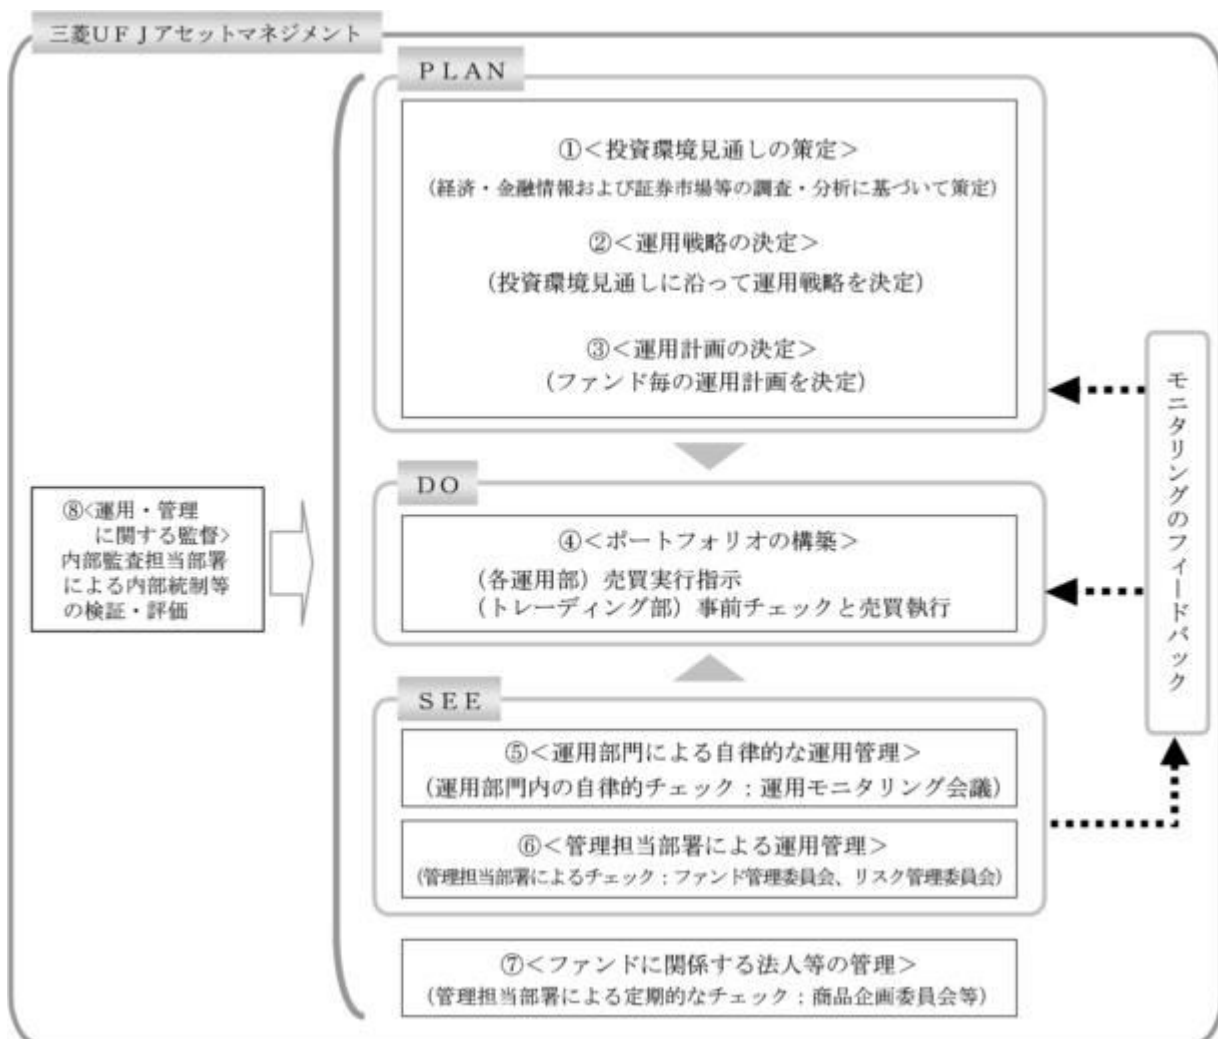 三菱UFJアセットマネジメント
PLAN
①<投資環境見通しの策定>
(経済・金融情報および証券市場等の調査・分析に基づいて策定)
②<運用戦略の決定>
(投資環境見通しに沿って運用戦略を決定)
③<運用計画の決定>
(ファンド毎の運用計画を決定)
DO
④<ポートフォリオの構築>
(各運用部)売買実行指示
(トレーディング部)事前チェックと売買執行
SEE
⑤<運用部門による自律的な運用管理>
(運用部門内の自律的チェック:運用モニタリング会議)
⑥<管理担当部署による運用管理>
(管理担当部署によるチェック:ファンド管理委員会、リスク管理委員会)
⑦<ファンドに関係する法人等の管理>
(管理担当部署による定期的なチェック:商品企画委員会等)
⑧<運用・管理
に関する監督>
内部監査担当部署
による内部統制等
の検証・評価
モニタリングのフィードバック